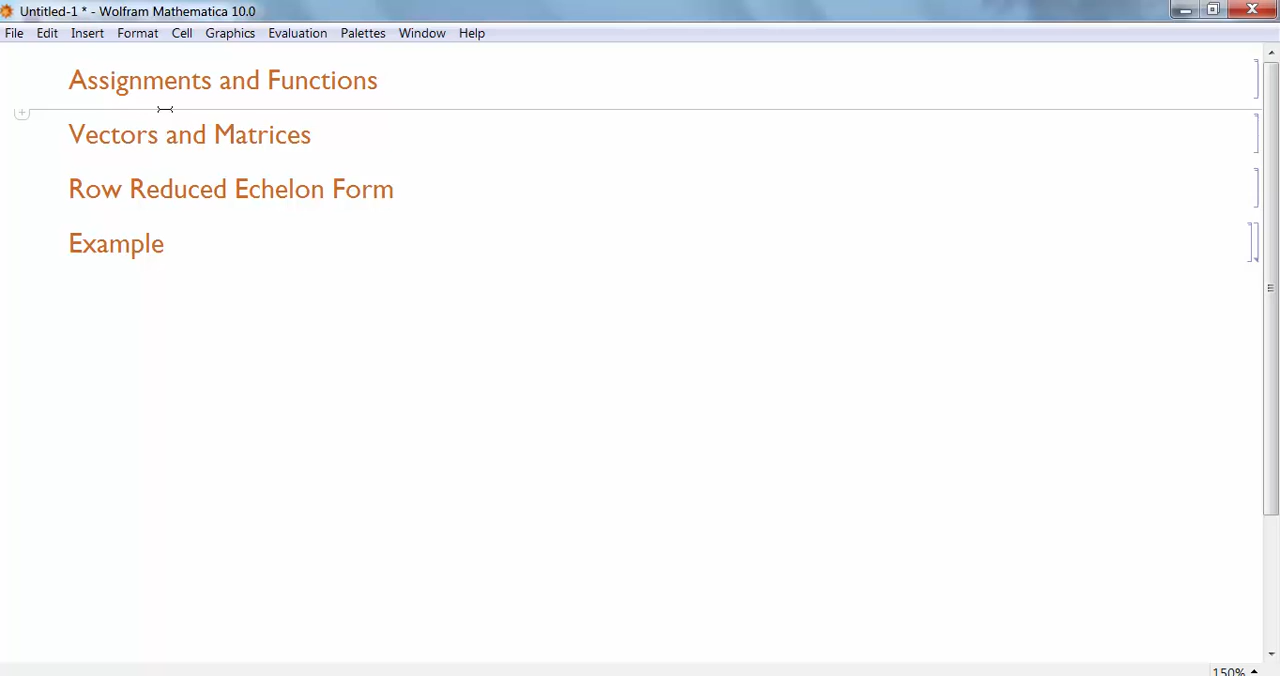 Untitled-1 * - Wolfram Mathematica 10.0
File Edit Insert Format Cell Graphics Evaluation Palettes Window Help
Assignments and Functions
Vectors and Matrices
Row Reduced Echelon Form
Example
150%